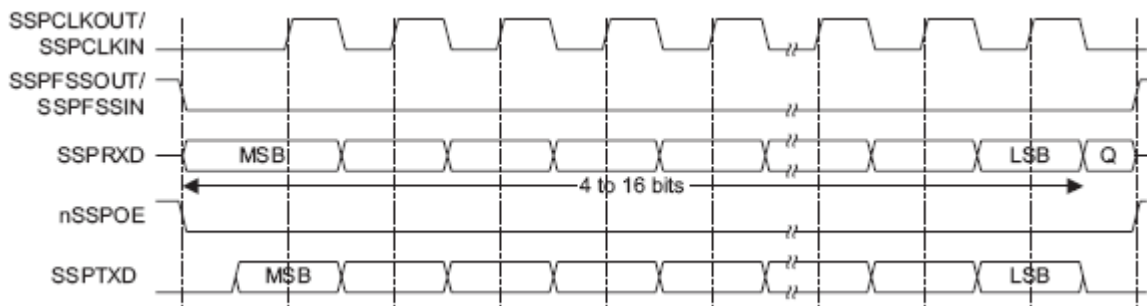 SSPCLKOUT/
SSPCLKIN
SSPFSSOUT/
SSPFSSIN
SSPRXD MSB LSB Q
4 to 16 bits
nSSPOE
SSPTXD MSB LSB